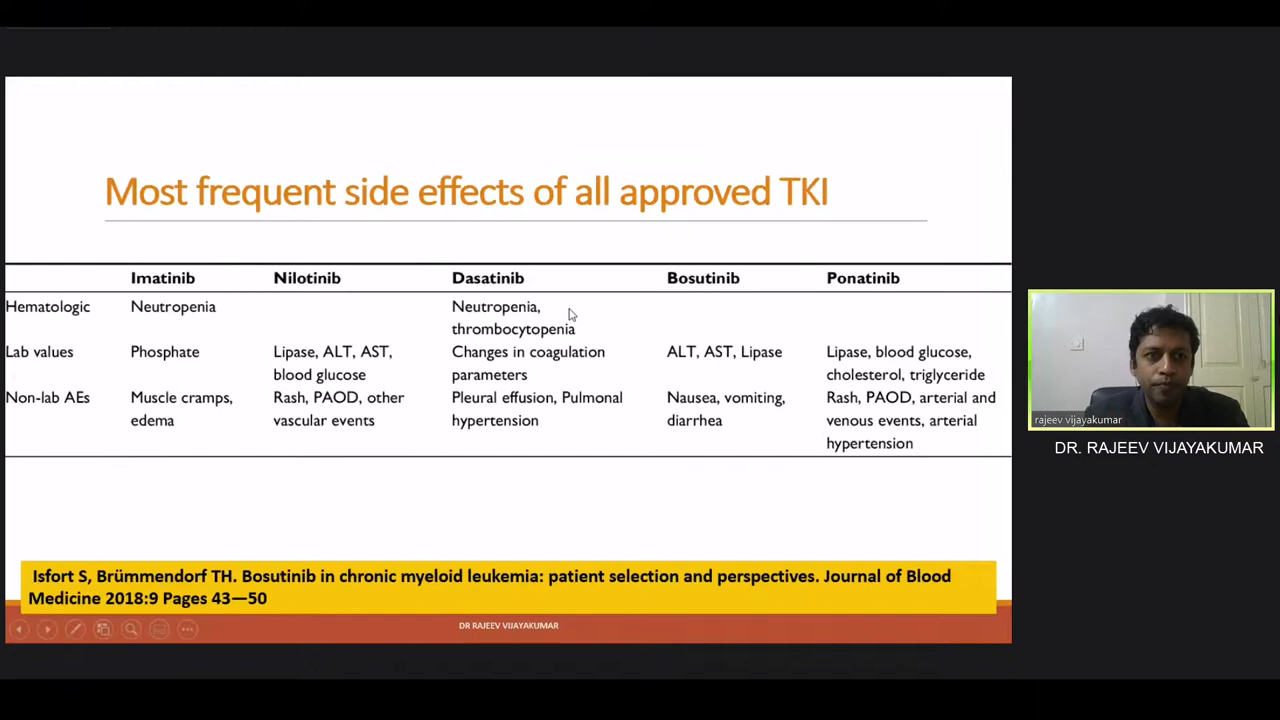 Most frequent side effects of all approved TKI
Imatinib Nilotinib Dasatinib Bosutinib Ponatinib
Hematologic Neutropenia Neutropenia,
thrombocytopenia
Lab values Phosphate Lipase, ALT, AST, Changes in coagulation ALT, AST, Lipase Lipase, blood glucose,
blood glucose parameters cholesterol, triglyceride
Non-lab AEs Muscle cramps, Rash, PAOD, other Pleural effusion, Pulmonal Nausea, vomiting, Rash, PAOD, arterial and
edema vascular events hypertension diarrhea venous events, arterial
hypertension
Isfort S, Brümmendorf TH. Bosutinib in chronic myeloid leukemia: patient selection and perspectives. Journal of Blood
Medicine 2018:9 Pages 43—50
DR RAJEEV VIJAYAKUMAR
rajeev vijayakumar
DR. RAJEEV VIJAYAKUMAR